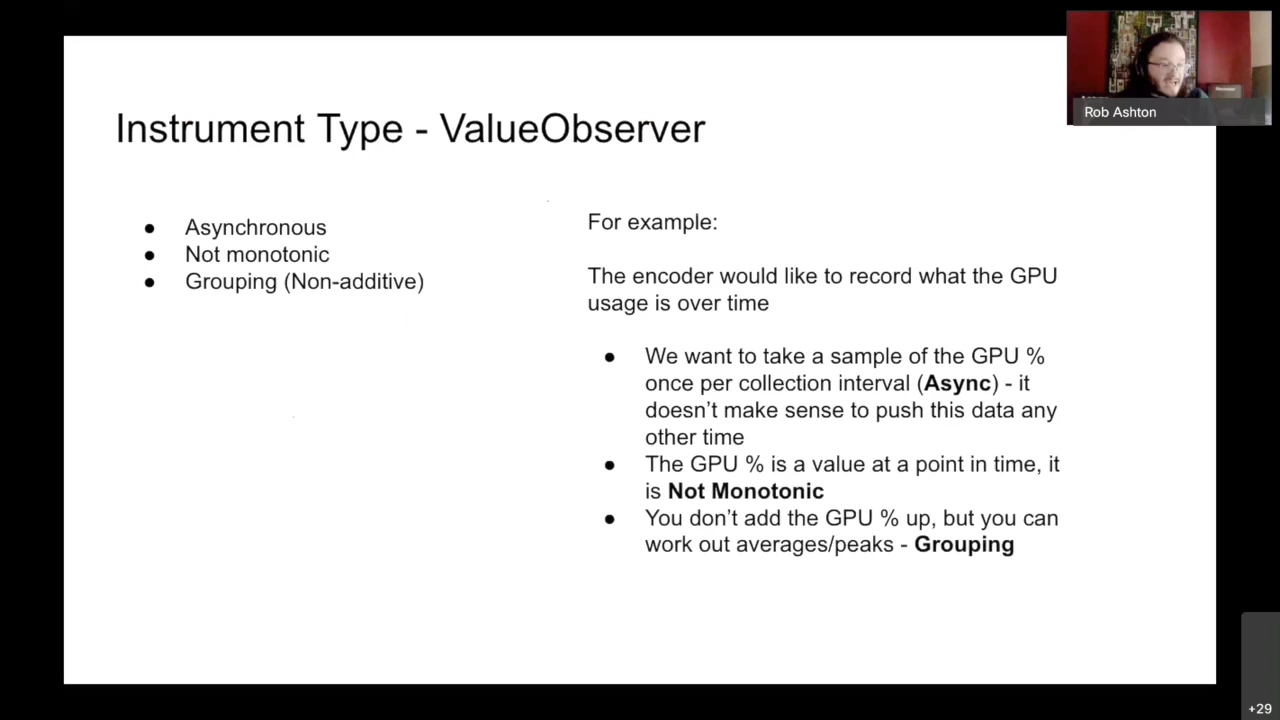 Instrument Type - ValueObserver
● Asynchronous
● Not monotonic
● Grouping (Non-additive)
For example:
The encoder would like to record what the GPU
usage is over time
● We want to take a sample of the GPU %
once per collection interval (Async) - it
doesn't make sense to push this data any
other time
● The GPU % is a value at a point in time, it
is Not Monotonic
● You don't add the GPU % up, but you can
work out averages/peaks - Grouping
Rob Ashton
+29